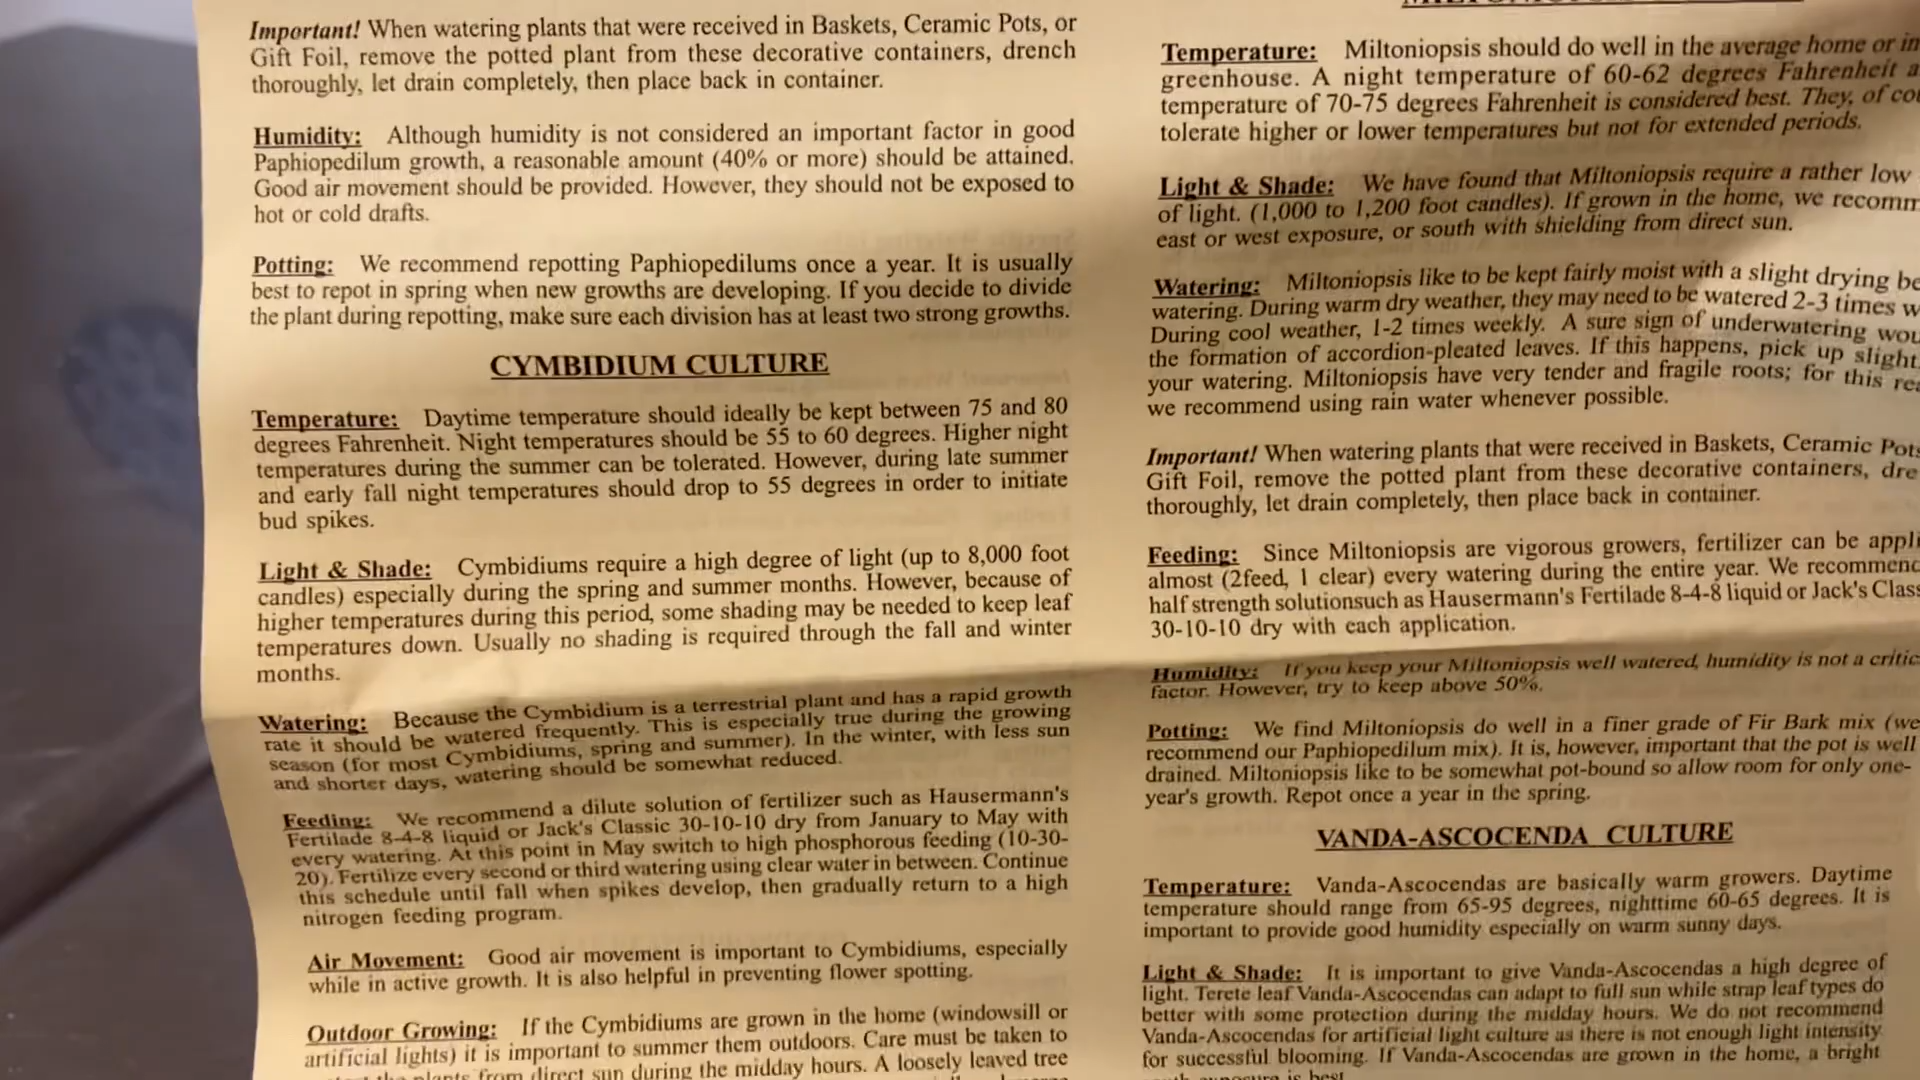 Important! When watering plants that were received in Baskets, Ceramic Pots, or
Gift Foil, remove the potted plant from these decorative containers, drench
thoroughly, let drain completely, then place back in container.
Humidity: Although humidity is not considered an important factor in good
Paphiopedilum growth, a reasonable amount (40% or more) should be attained.
Good air movement should be provided. However, they should not be exposed to
hot or cold drafts.
Potting: We recommend repotting Paphiopedilums once a year. It is usually
best to repot in spring when new growths are developing. If you decide to divide
the plant during repotting, make sure each division has at least two strong growths.
CYMBIDIUM CULTURE
Temperature: Daytime temperature should ideally be kept between 75 and 80
degrees Fahrenheit. Night temperatures should be 55 to 60 degrees. Higher night
temperatures during the summer can be tolerated. However, during late summer
and early fall night temperatures should drop to 55 degrees in order to initiate
bud spikes.
Light & Shade: Cymbidiums require a high degree of light (up to 8,000 foot
candles) especially during the spring and summer months. However, because of
higher temperatures during this period, some shading may be needed to keep leaf
temperatures down. Usually no shading is required through the fall and winter
months.
Watering: Because the Cymbidium is a terrestrial plant and has a rapid growth
rate it should be watered frequently. This is especially true during the growing
season (for most Cymbidiums, spring and summer). In the winter, with less sun
and shorter days, watering should be somewhat reduced.
Feeding: We recommend a dilute solution of fertilizer such as Hausermann's
Fertilade 8-4-8 liquid or Jack's Classic 30-10-10 dry from January to May with
every watering. At this point in May switch to high phosphorous feeding (10-30-
20). Fertilize every second or third watering using clear water in between. Continue
this schedule until fall when spikes develop, then gradually return to a high
nitrogen feeding program.
Air Movement: Good air movement is important to Cymbidiums, especially
while in active growth. It is also helpful in preventing flower spotting.
Outdoor Growing: If the Cymbidiums are grown in the home (windowsill or
artificial lights) it is important to summer them outdoors. Care must be taken to
the plants from direct sun during the midday hours. A loosely leaved tree
Temperature: Miltoniopsis should do well in the average home or in
greenhouse. A night temperature of 60-62 degrees Fahrenheit a
temperature of 70-75 degrees Fahrenheit is considered best. They, of cou
tolerate higher or lower temperatures but not for extended periods.
Light & Shade: We have found that Miltoniopsis require a rather low
of light. (1,000 to 1,200 foot candles). If grown in the home, we recomm
east or west exposure, or south with shielding from direct sun.
Watering: Miltoniopsis like to be kept fairly moist with a slight drying be
watering. During warm dry weather, they may need to be watered 2-3 times w
During cool weather, 1-2 times weekly. A sure sign of underwatering wou
the formation of accordion-pleated leaves. If this happens, pick up slight
your watering. Miltoniopsis have very tender and fragile roots; for this rea
we recommend using rain water whenever possible.
Important! When watering plants that were received in Baskets, Ceramic Pots
Gift Foil, remove the potted plant from these decorative containers, dre
thoroughly, let drain completely, then place back in container.
Feeding: Since Miltoniopsis are vigorous growers, fertilizer can be appli
almost (2feed, 1 clear) every watering during the entire year. We recommend
half strength solutionsuch as Hausermann's Fertilade 8-4-8 liquid or Jack's Class
30-10-10 dry with each application.
Humidity: If you keep your Miltoniopsis well watered, humidity is not a critic
factor. However, try to keep above 50%.
Potting: We find Miltoniopsis do well in a finer grade of Fir Bark mix (we
recommend our Paphiopedilum mix). It is, however, important that the pot is well
drained. Miltoniopsis like to be somewhat pot-bound so allow room for only one-
year's growth. Repot once a year in the spring.
VANDA-ASCOCENDA CULTURE
Temperature: Vanda-Ascocendas are basically warm growers. Daytime
temperature should range from 65-95 degrees, nighttime 60-65 degrees. It is
important to provide good humidity especially on warm sunny days.
Light & Shade: It is important to give Vanda-Ascocendas a high degree of
light. Terete leaf Vanda-Ascocendas can adapt to full sun while strap leaf types do
better with some protection during the midday hours. We do not recommend
Vanda-Ascocendas for artificial light culture as there is not enough light intensity
for successful blooming. If Vanda-Ascocendas are grown in the home, a bright